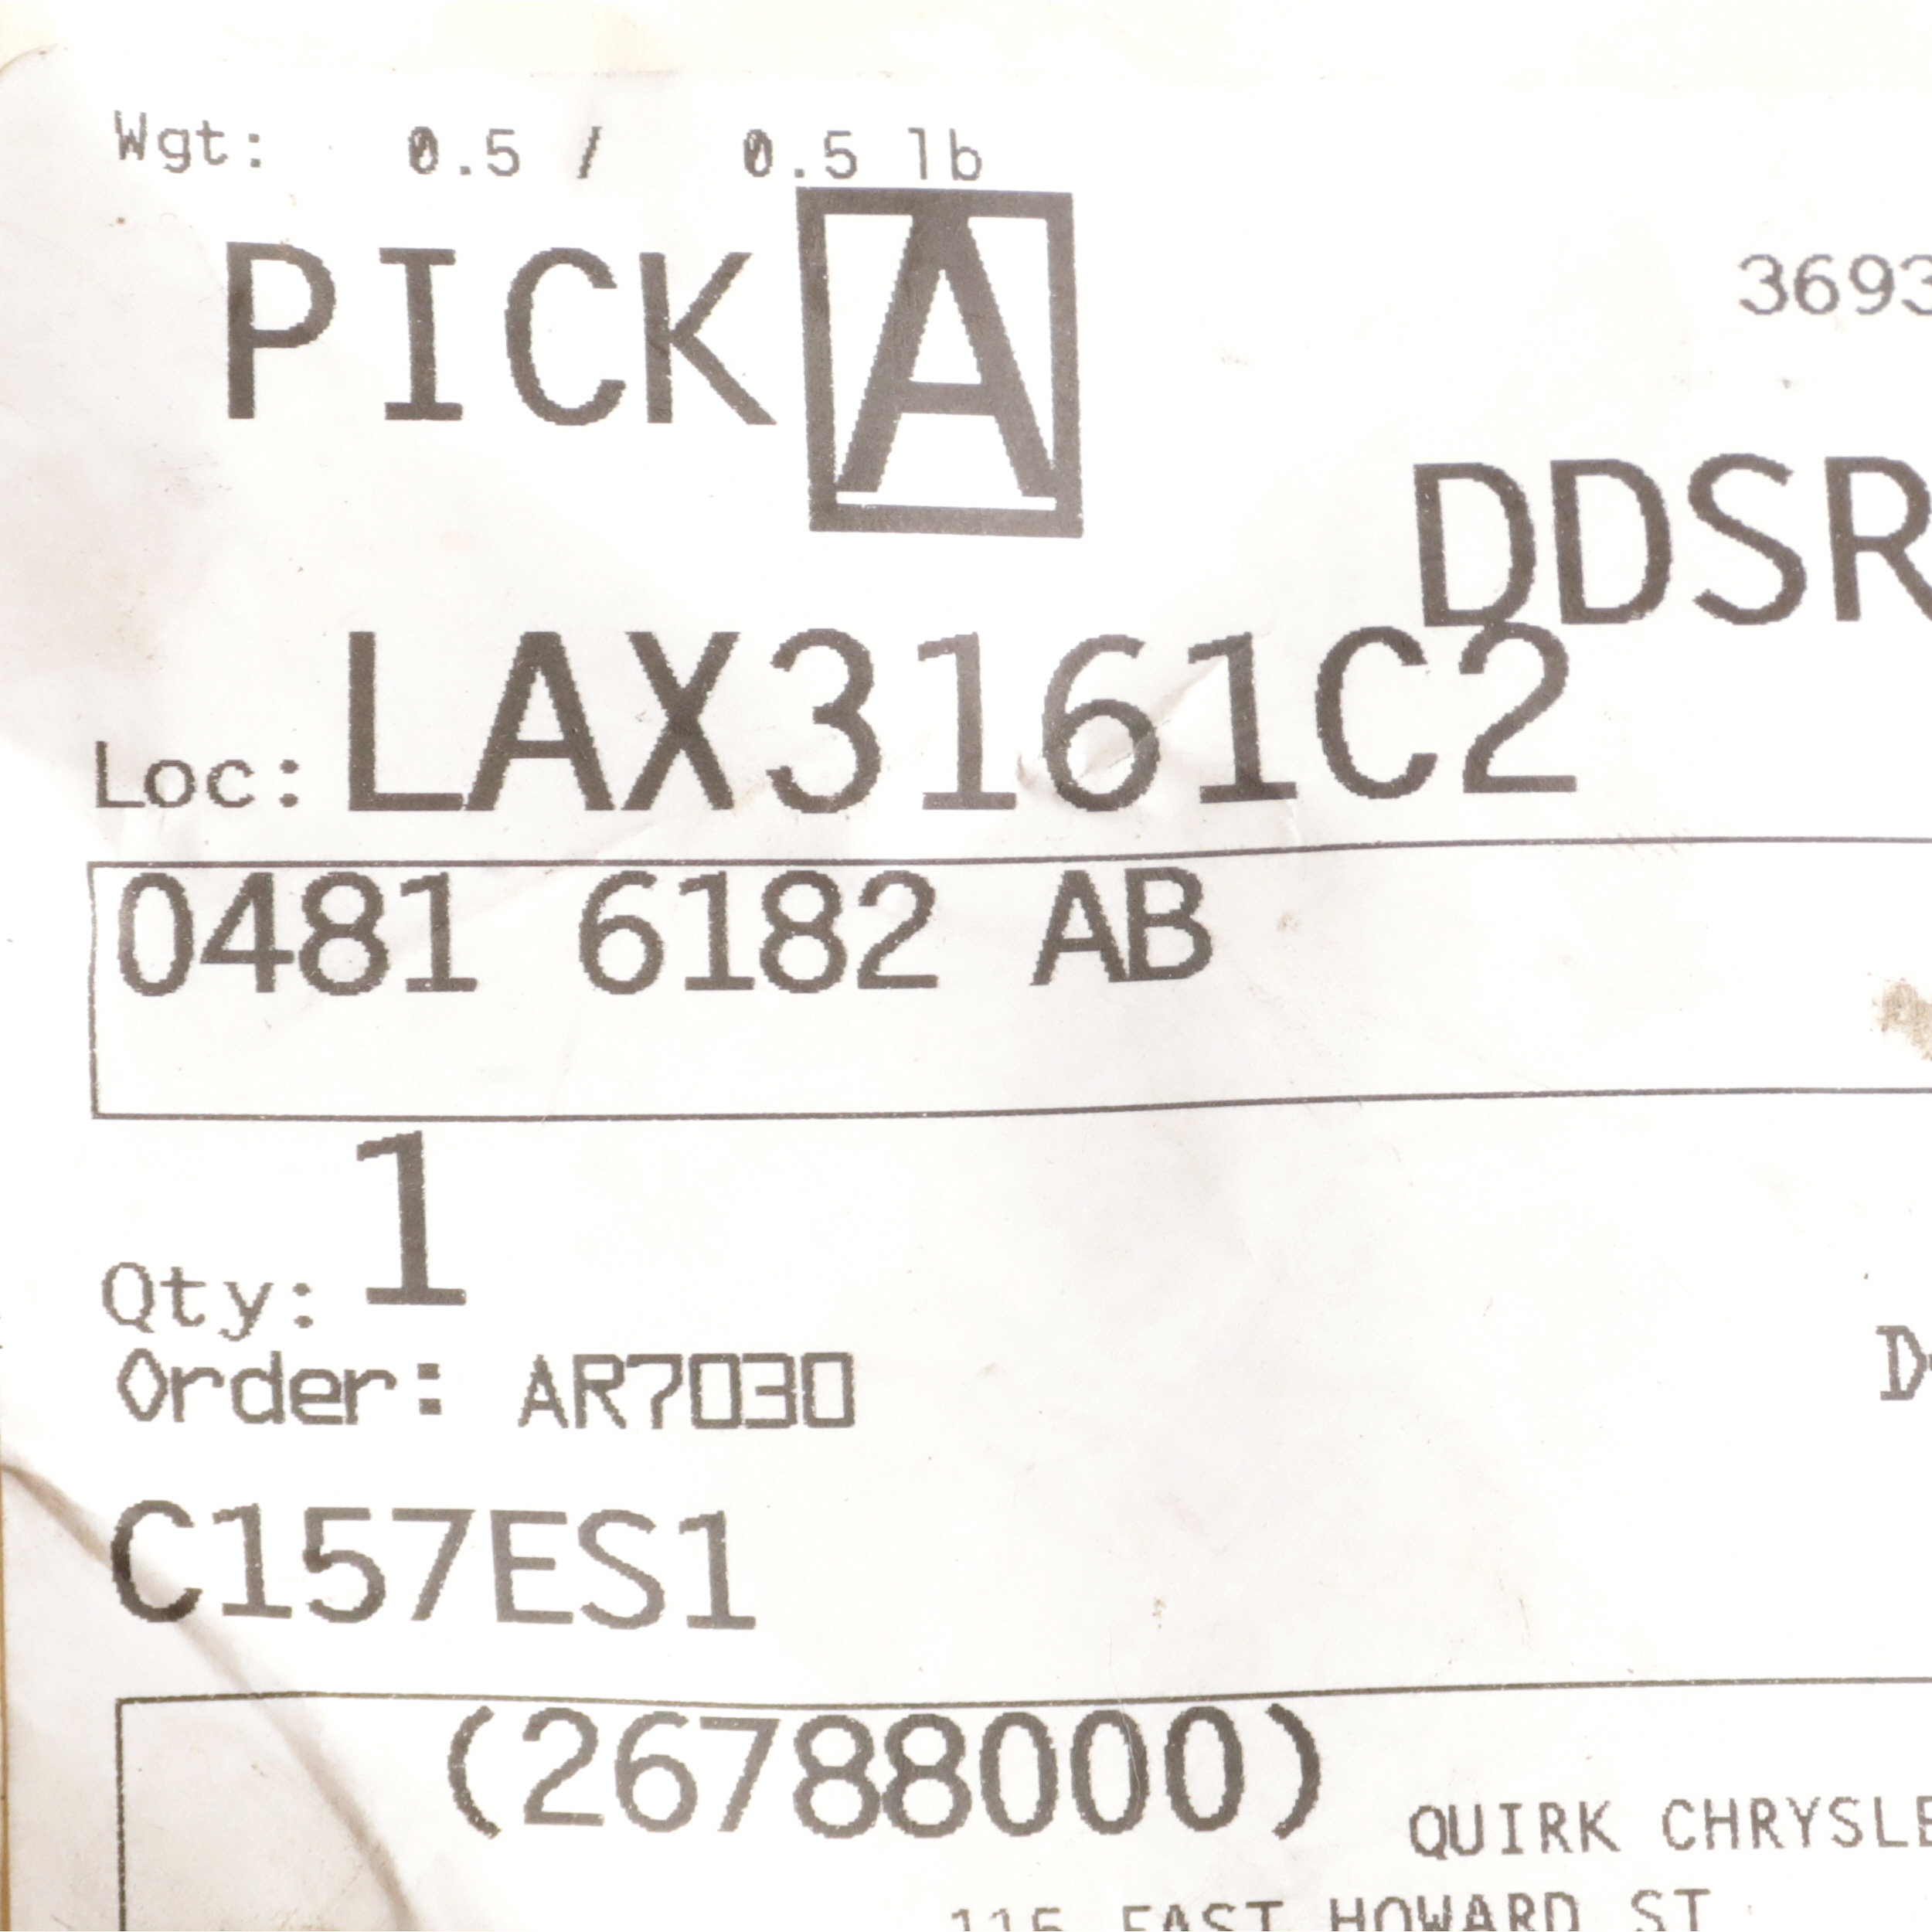 Wgt: 0.5 / 0.5 lb
PICK A
3693
DDSR
Loc: LAX3161C2
0481 6182 AB
Qty: 1
Order: AR7030
C157ES1
(26788000)
QUIRK CHRYSLE
115 EAST HOWARD ST